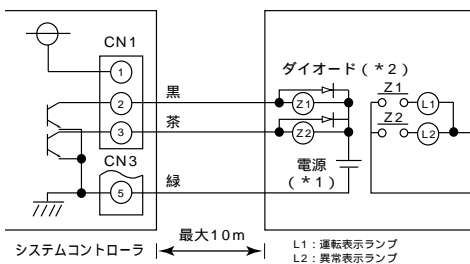 CN1
1
2
3
CN3
5
黒
茶
緑
ダイオード(*2)
Z1
Z2
電源
(*1)
Z1
L1
Z2
L2
システムコントローラ
最大10m
L1:運転表示ランプ
L2:異常表示ランプ